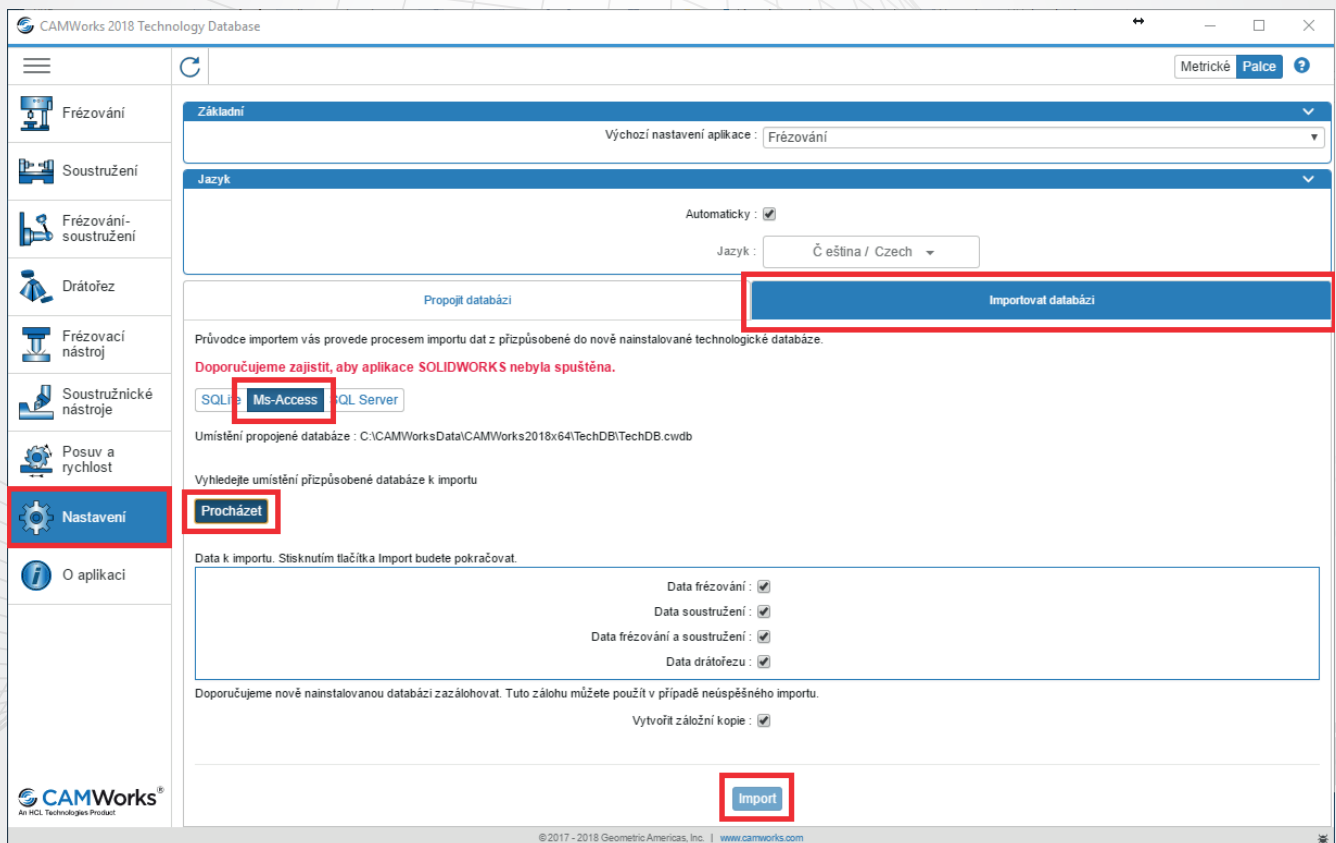 CAMWorks 2018 Technology Database
Metrické Palce ?
Frézování
Soustružení
Frézování-
soustružení
Drátořez
Frézovací
nástroj
Soustružnické
nástroje
Posuv a
rychlost
Nastavení
O aplikaci
Základní
Výchozí nastavení aplikace : Frézování
Jazyk
Automaticky :
Jazyk : Č eština / Czech
Propojit databázi
Importovat databázi
Průvodce importem vás provede procesem importu dat z přizpůsobené do nově nainstalované technologické databáze.
Doporučujeme zajistit, aby aplikace SOLIDWORKS nebyla spuštěna.
SQLite Ms-Access SQL Server
Umístění propojené databáze : C:\CAMWorksData\CAMWorks2018x64\TechDB\TechDB.cwdb
Vyhledejte umístění přizpůsobené databáze k importu
Procházet
Data k importu. Stisknutím tlačítka Import budete pokračovat.
Data frézování :
Data soustružení :
Data frézování a soustružení :
Data drátořezu :
Doporučujeme nově nainstalovanou databázi zazálohovat. Tuto zálohu můžete použít v případě neúspěšného importu.
Vytvořit záložní kopie :
Import
CAMWorks®
An HCL Technologies Product
©2017 - 2018 Geometric Americas, Inc. | www.camworks.com